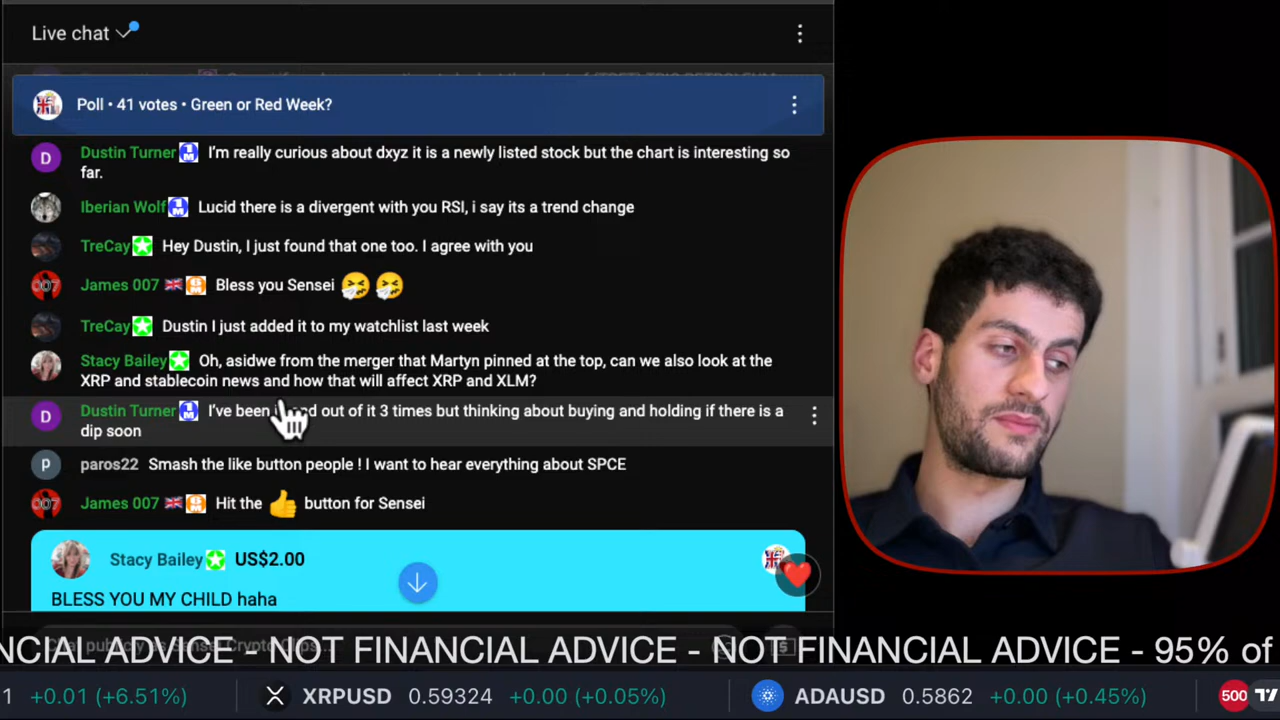 Live chat
Poll • 41 votes • Green or Red Week?
D Dustin Turner 1M I'm really curious about dxyz it is a newly listed stock but the chart is interesting so
far.
Iberian Wolf 1M Lucid there is a divergent with you RSI, i say its a trend change
TreCay Hey Dustin, I just found that one too. I agree with you
James 007 Bless you Sensei
TreCay Dustin I just added it to my watchlist last week
Stacy Bailey Oh, asidwe from the merger that Martyn pinned at the top, can we also look at the
XRP and stablecoin news and how that will affect XRP and XLM?
D Dustin Turner 1M I've been out of it 3 times but thinking about buying and holding if there is a
dip soon
P paros22 Smash the like button people ! I want to hear everything about SPCE
James 007 Hit the button for Sensei
Stacy Bailey US$2.00
BLESS YOU MY CHILD haha
NCIAL ADVICE - NOT FINANCIAL ADVICE - NOT FINANCIAL ADVICE - 95% of
1 +0.01 (+6.51%) XRPUSD 0.59324 +0.00 (+0.05%) ADAUSD 0.5862 +0.00 (+0.45%) 500